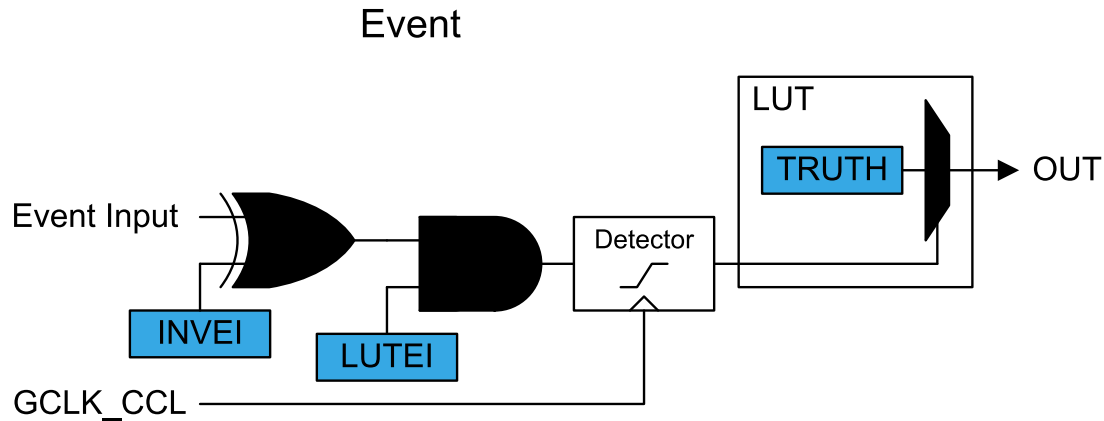 Event
LUT
TRUTH
OUT
Event Input
Detector
INVEI
LUTEI
GCLK_CCL